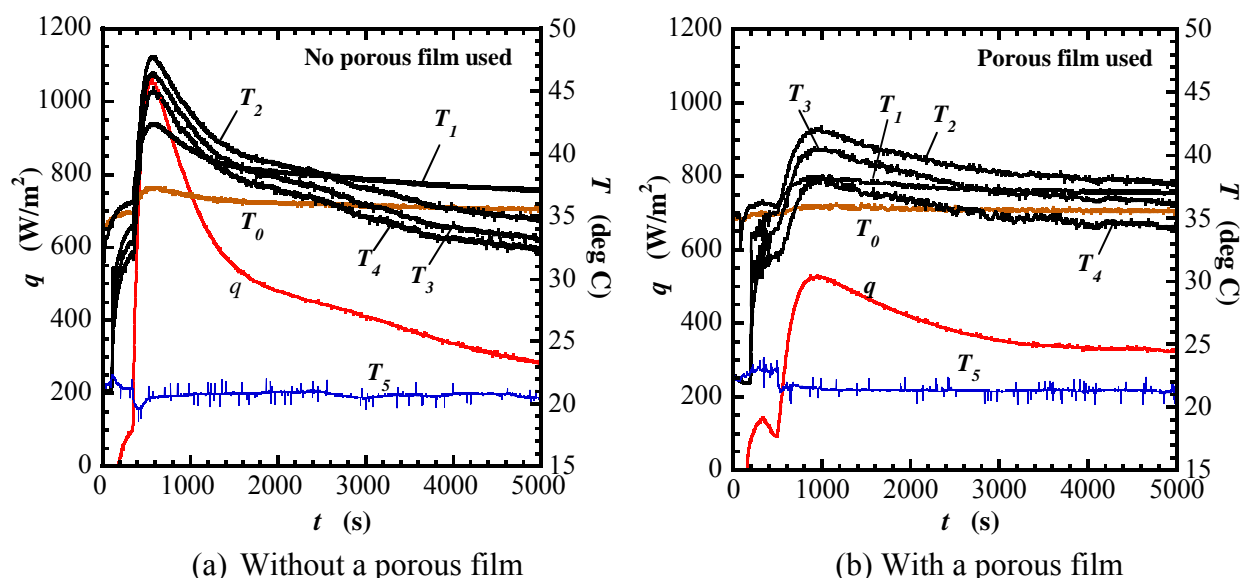 1200
1000
800
600
400
200
0
q (W/m²)
50
45
40
35
30
25
20
15
T (deg C)
No porous film used
T₂
T₁
T₀
T₄
T₃
q
T₅
0 1000 2000 3000 4000 5000
t (s)
(a) Without a porous film
1200
1000
800
600
400
200
0
q (W/m²)
50
45
40
35
30
25
20
15
T (deg C)
Porous film used
T₃
T₁
T₂
T₀
T₄
q
T₅
0 1000 2000 3000 4000 5000
t (s)
(b) With a porous film